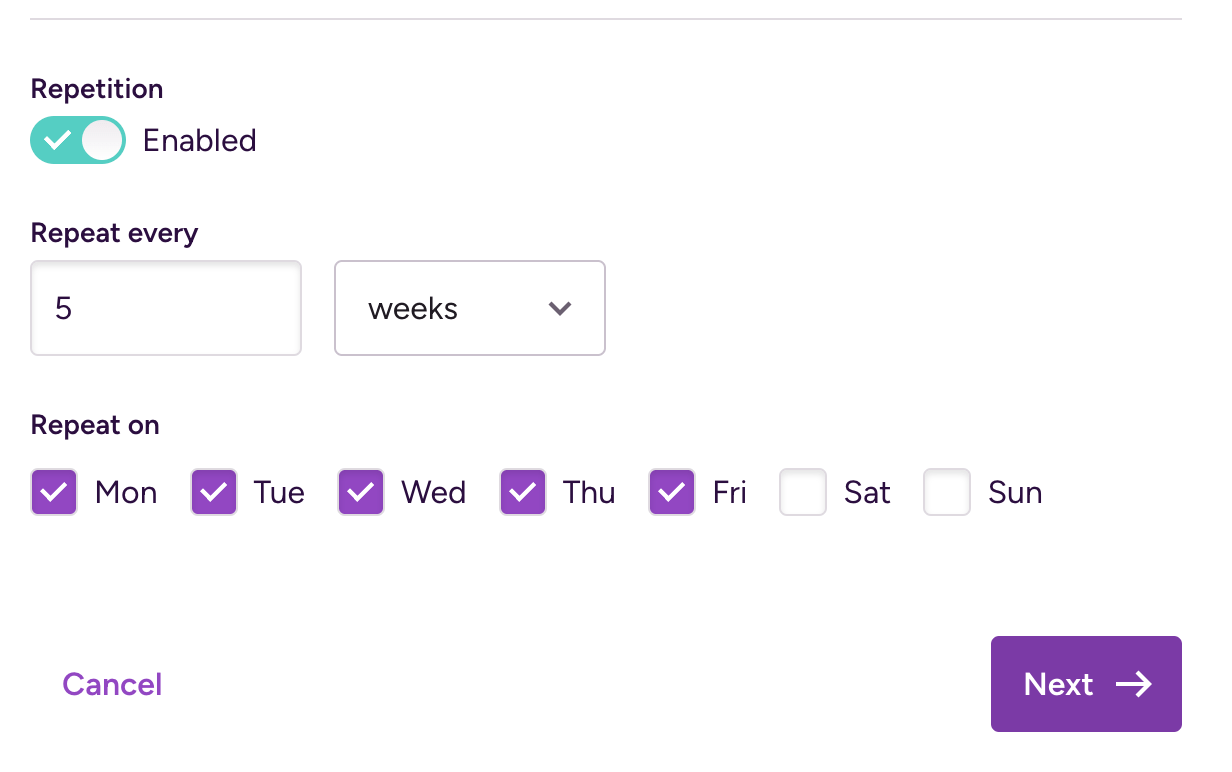 Repetition
Enabled
Repeat every
5 weeks
Repeat on
Mon Tue Wed Thu Fri Sat Sun
Cancel Next